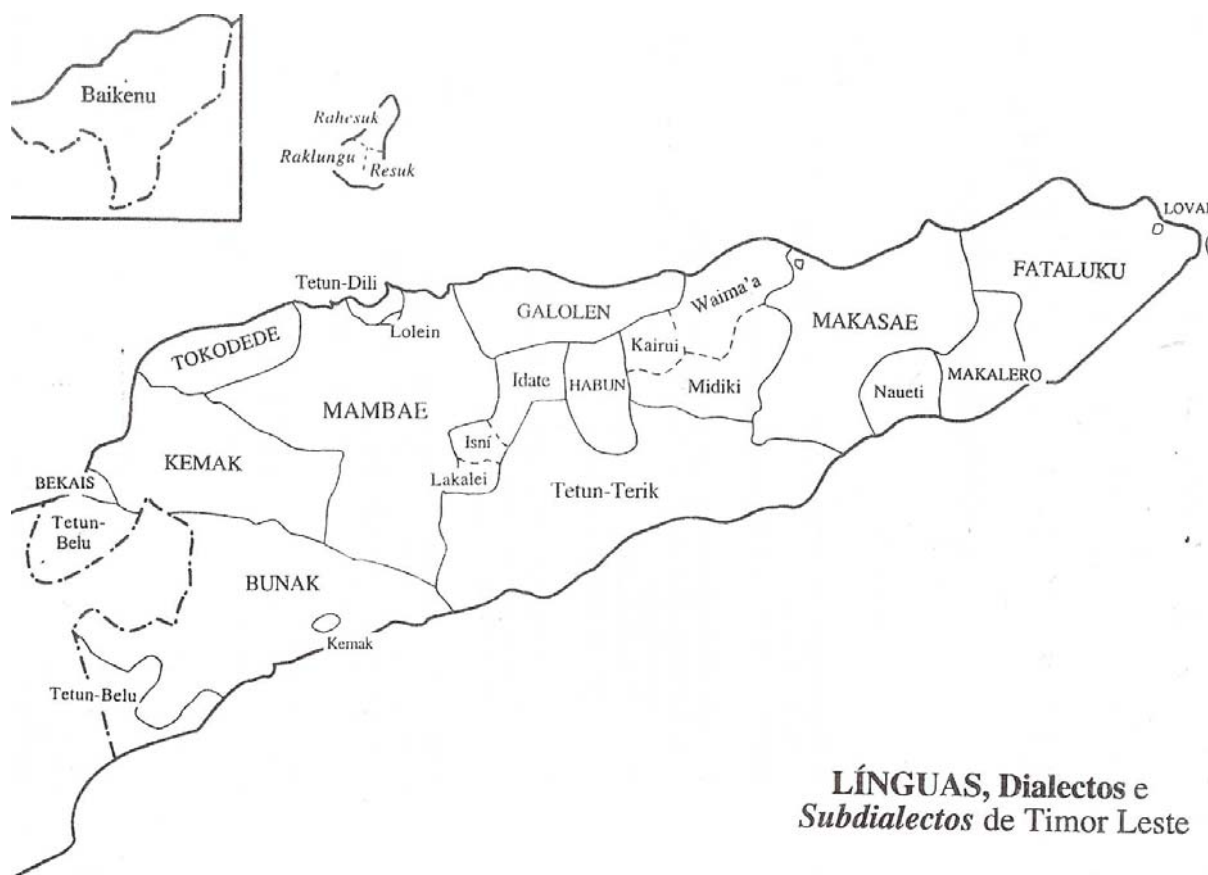 Baikenu
Rahesuk
Raklungu
Resuk
LOVAI
FATALUKU
Tetun-Dili
Waima'a
GALOLEN
Lolein
MAKASAE
TOKODEDE
Kairui
Idate
HABUN
Midiki
Naueti
MAKALERO
MAMBAE
Isní
KEMAK
Lakalei
BEKAIS
Tetun-Terik
Tetun-
Belu
BUNAK
Kemak
Tetun-Belu
LÍNGUAS, Dialectos e
Subdialectos de Timor Leste